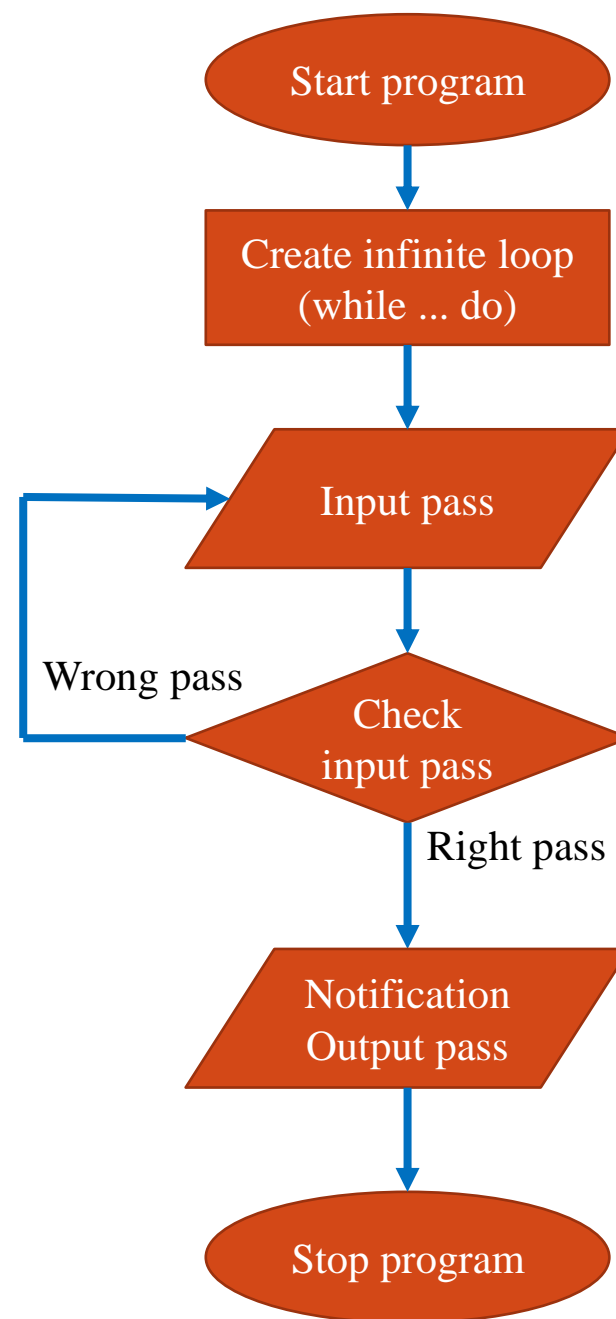 Start program
Create infinite loop
(while ... do)
Input pass
Wrong pass
Check
input pass
Right pass
Notification
Output pass
Stop program